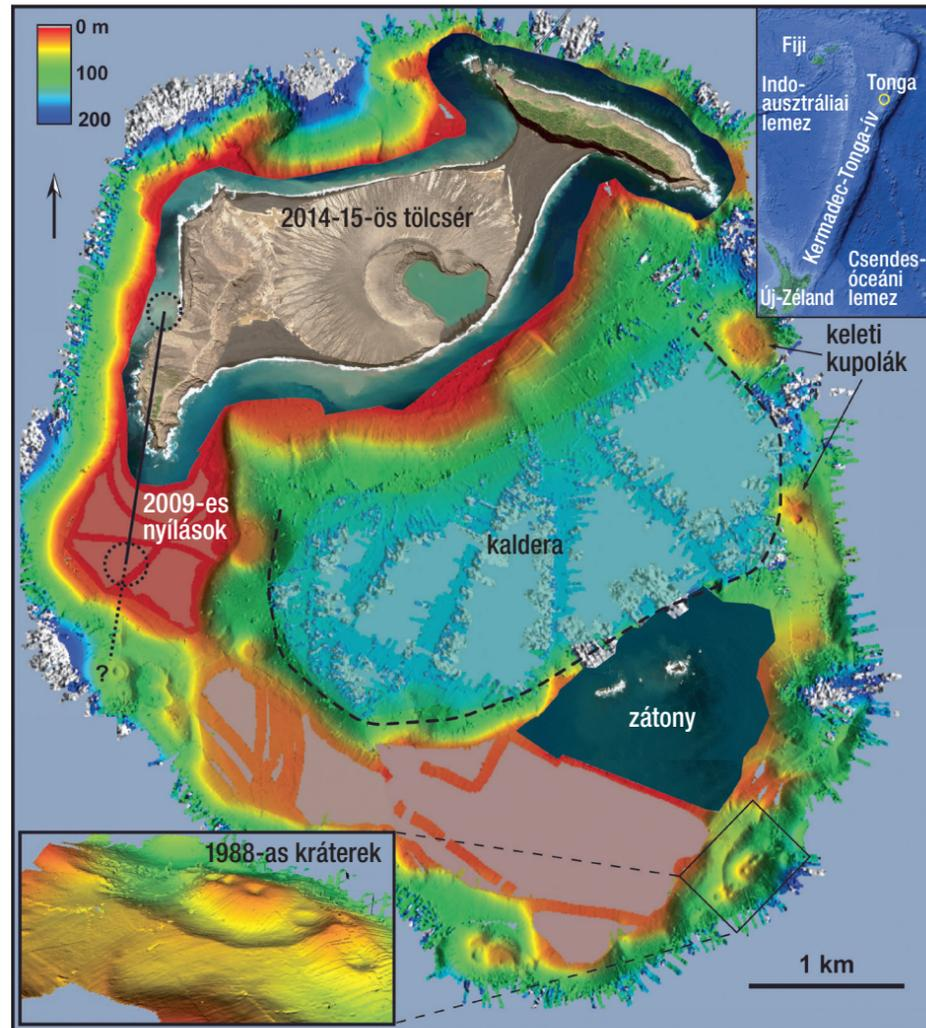 0 m
100
200
Fiji
Indo-
ausztráliai
lemez
Tonga
Kermadec-Tonga-ív
Csendes-
óceáni
lemez
Új-Zéland
2014-15-ös tölcsér
keleti
kupolák
2009-es
nyílások
kaldera
?
zátony
1988-as kráterek
1 km